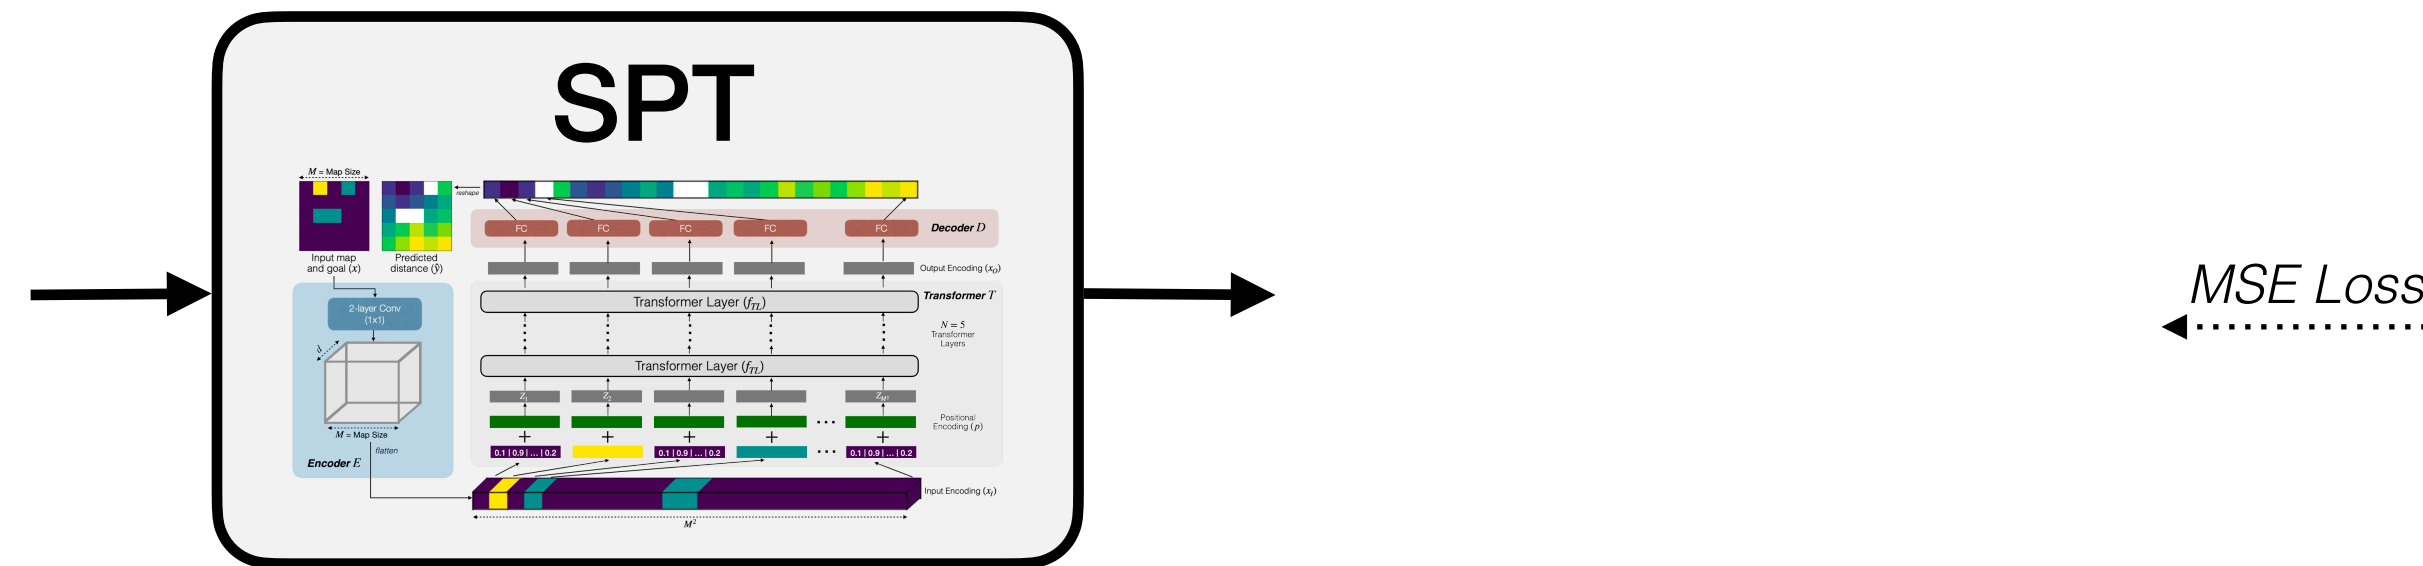 SPT
M = Map Size
reshape
FC FC FC FC FC
Decoder D
Input map
and goal (x)
Predicted
distance (ŷ)
Output Encoding (x_O)
Transformer Layer (f_TL)
Transformer T
2-layer Conv
(1x1)
N = 5
Transformer
Layers
d
Transformer Layer (f_TL)
Z_1 Z_2 Z_M²
Positional
Encoding (p)
...
+ + + + +
M = Map Size
flatten
Encoder E
0.1 | 0.9 | ... | 0.2 0.1 | 0.9 | ... | 0.2 ... 0.1 | 0.9 | ... | 0.2
Input Encoding (x_I)
M²
MSE Loss